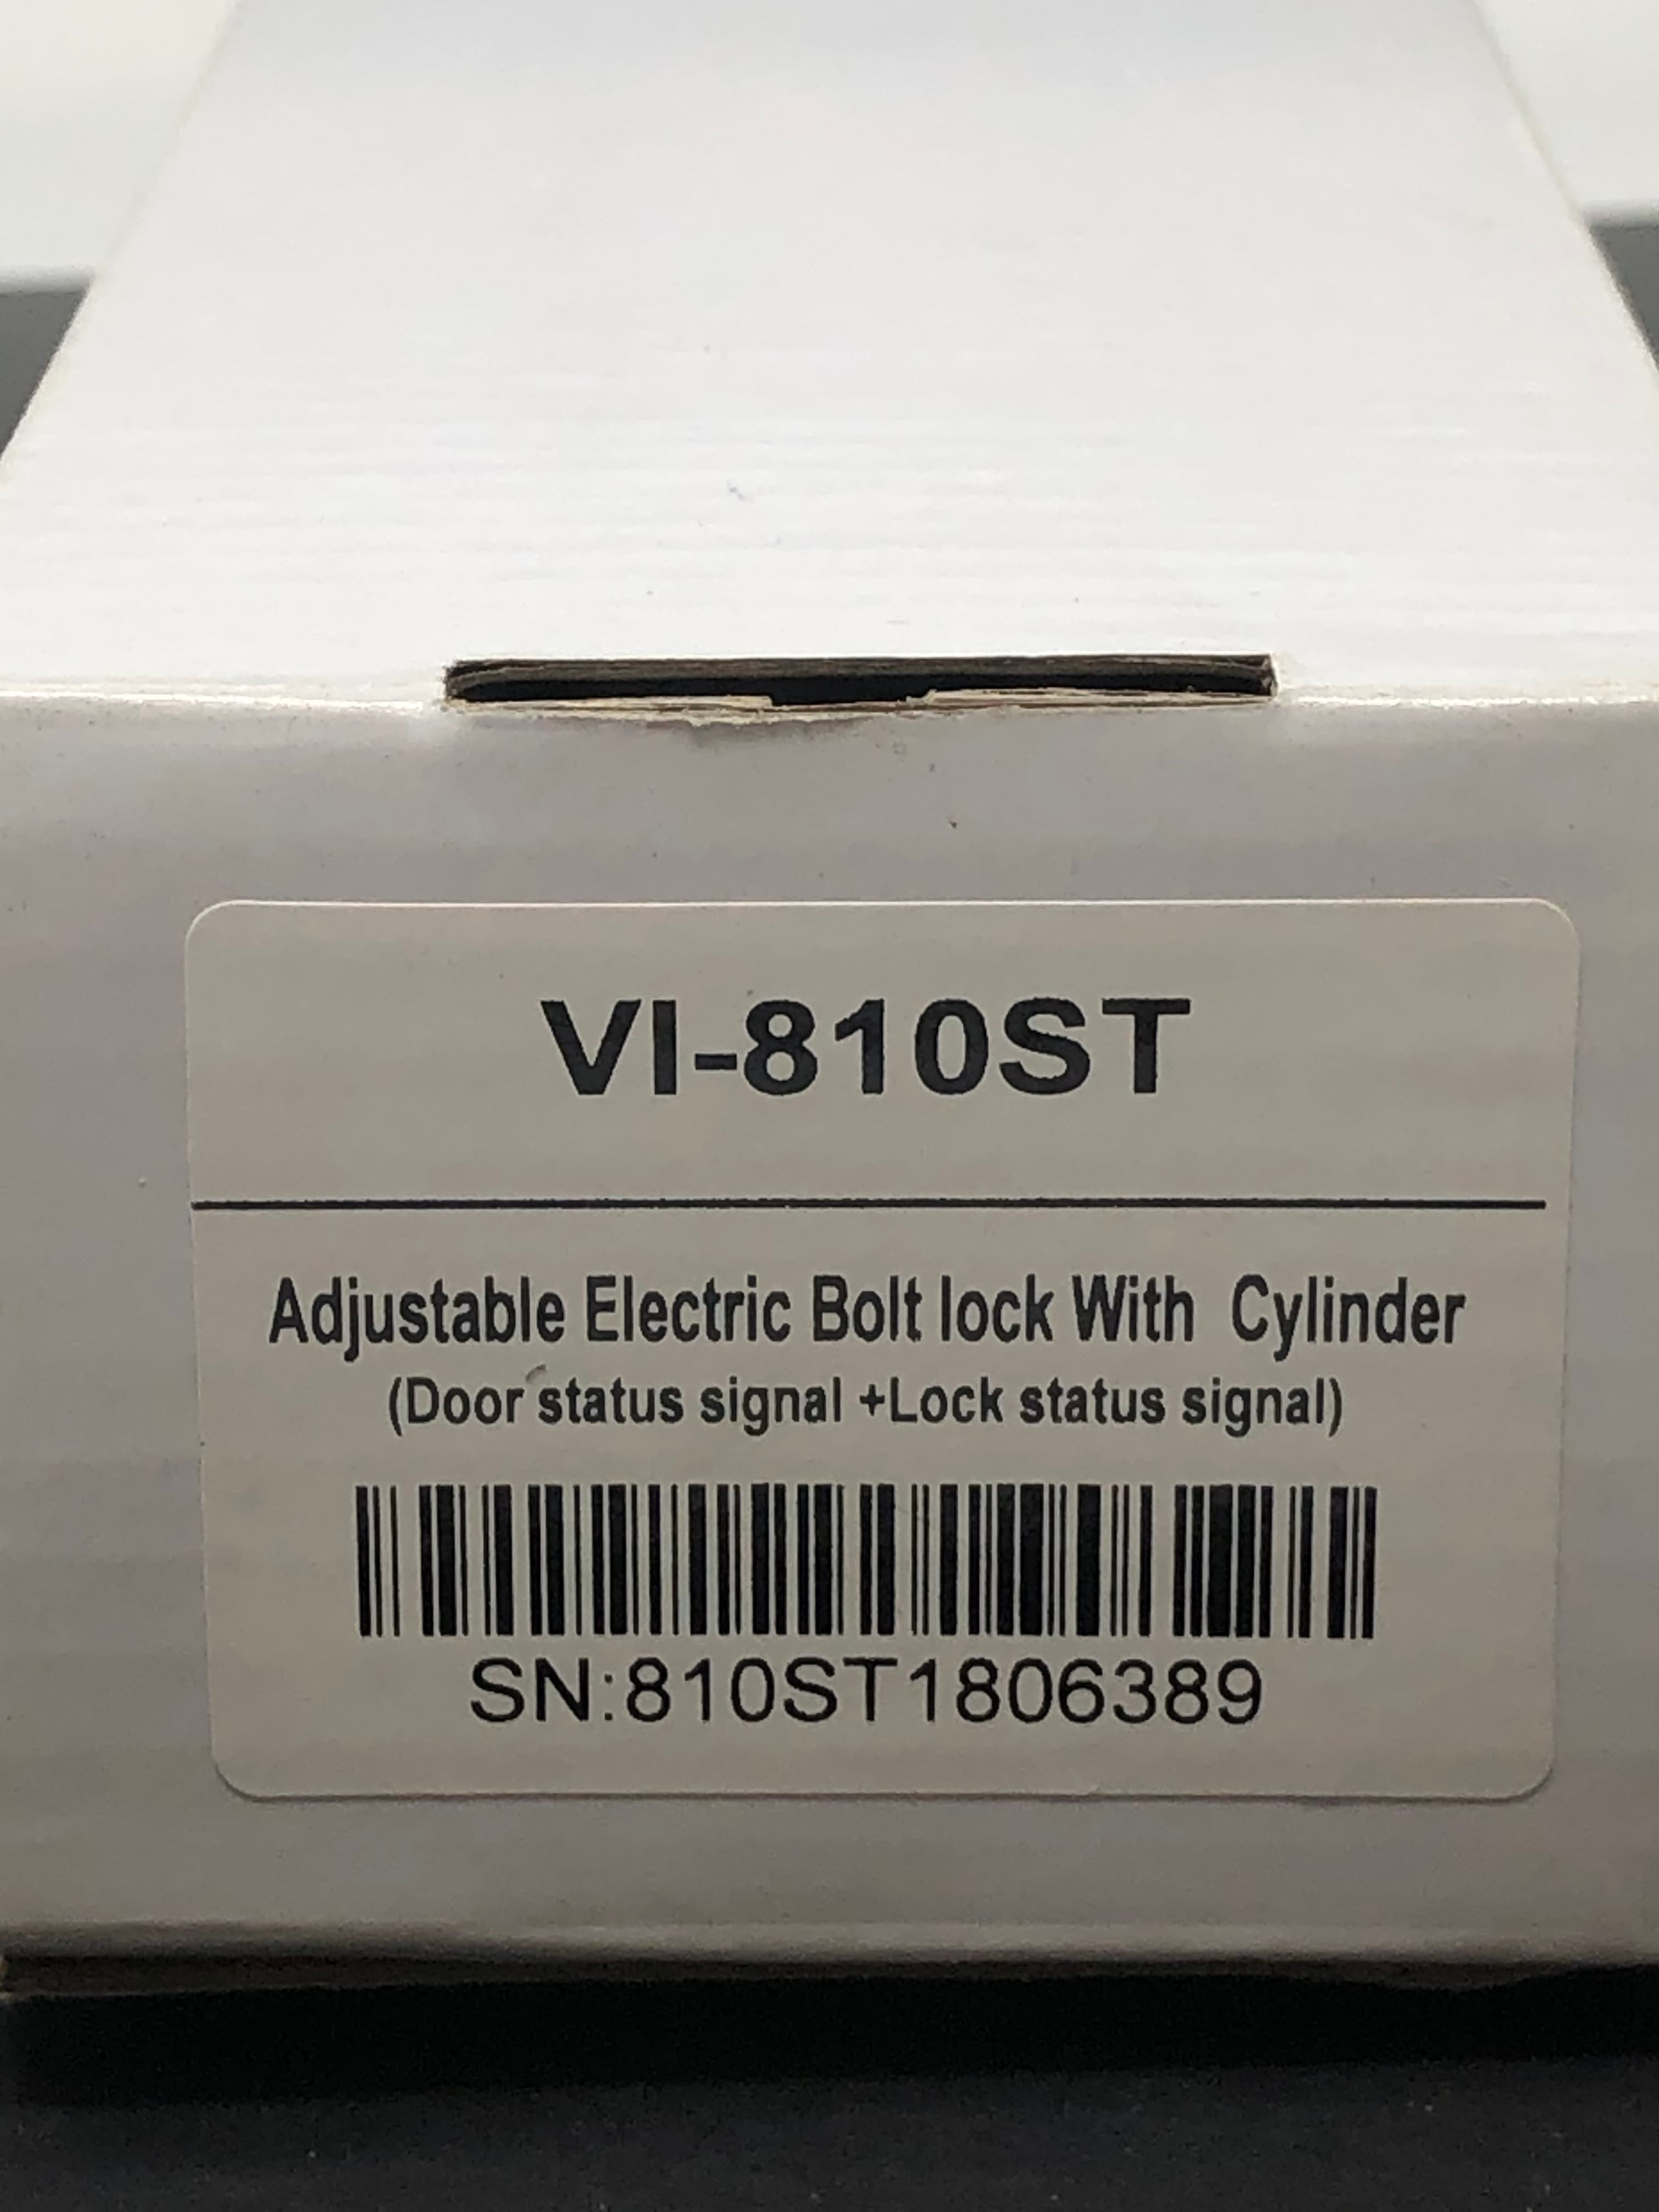 VI-810ST
Adjustable Electric Bolt lock With Cylinder
(Door status signal +Lock status signal)
SN:810ST1806389